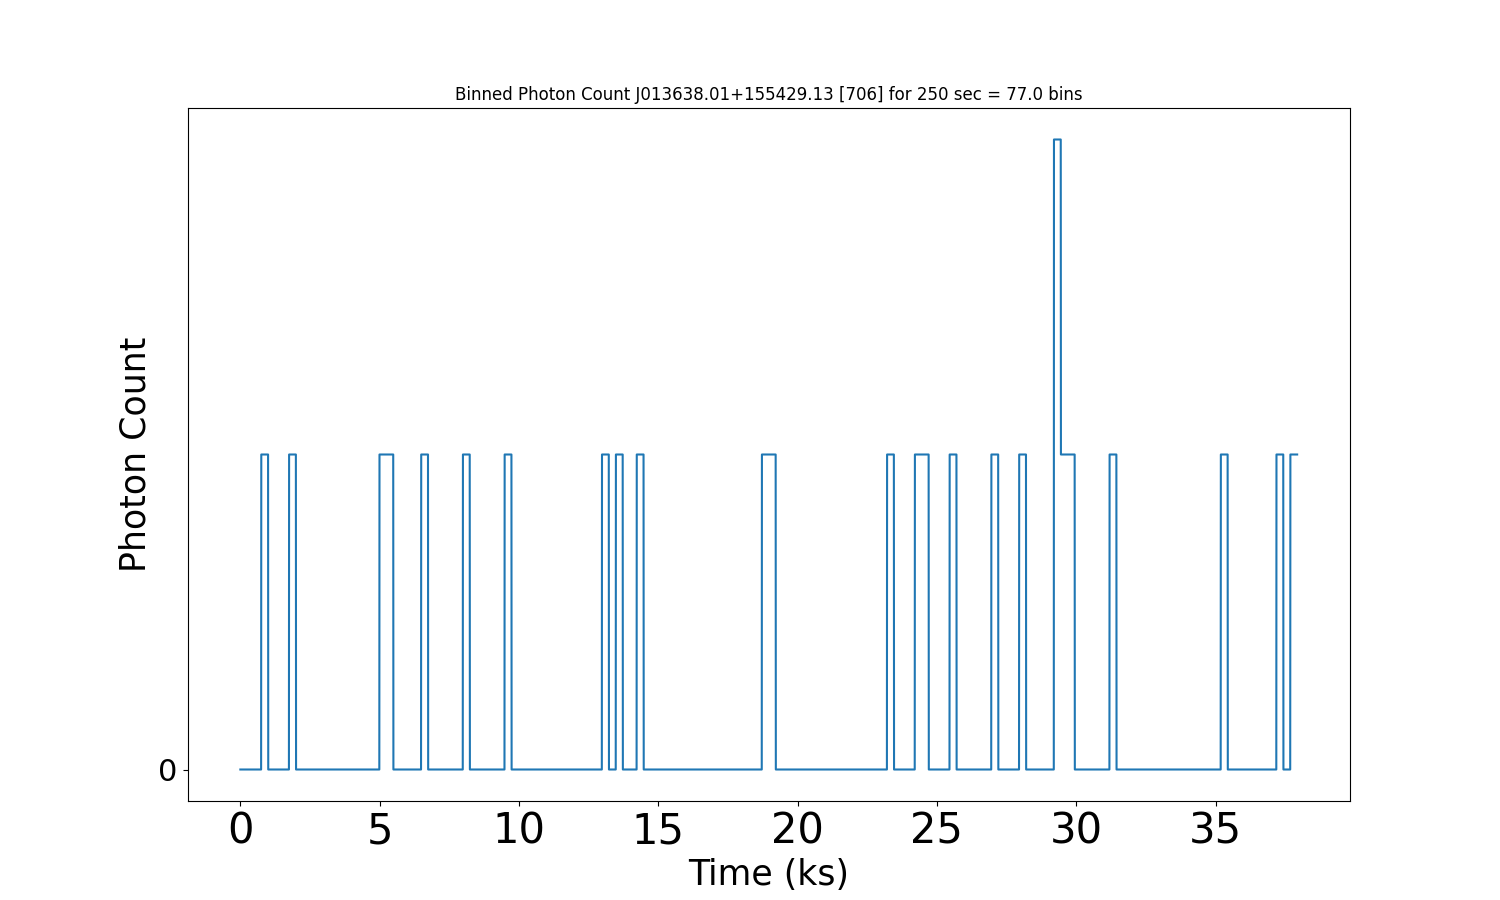 Binned Photon Count J013638.01+155429.13 [706] for 250 sec = 77.0 bins
Photon Count
0
0 5 10 15 20 25 30 35
Time (ks)